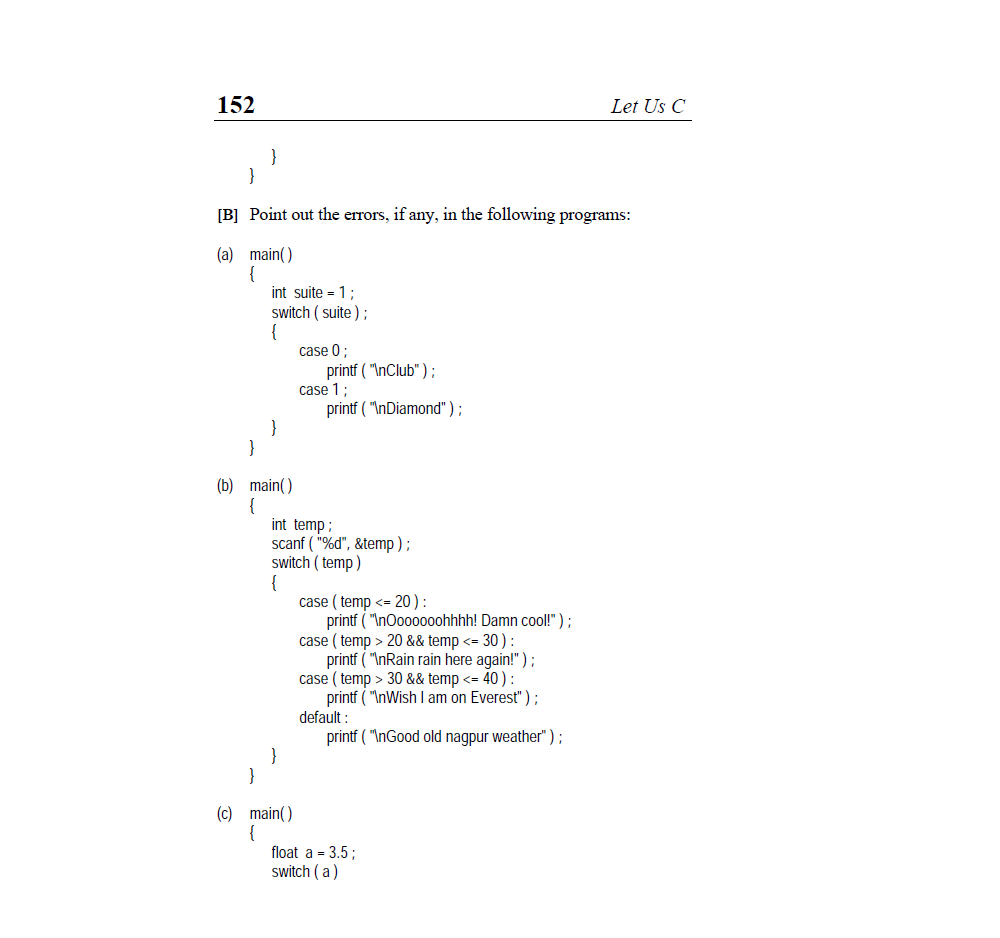 152 Let Us C
}
}
[B] Point out the errors, if any, in the following programs:
(a) main( )
{
int suite = 1 ;
switch ( suite ) ;
{
case 0 ;
printf ( "\nClub" ) ;
case 1 ;
printf ( "\nDiamond" ) ;
}
}
(b) main( )
{
int temp ;
scanf ( "%d", &temp ) ;
switch ( temp )
{
case ( temp <= 20 ) :
printf ( "\nOooooohhhh! Damn cool!" ) ;
case ( temp > 20 && temp <= 30 ) :
printf ( "\nRain rain here again!" ) ;
case ( temp > 30 && temp <= 40 ) :
printf ( "\nWish I am on Everest" ) ;
default :
printf ( "\nGood old nagpur weather" ) ;
}
}
(c) main( )
{
float a = 3.5 ;
switch ( a )